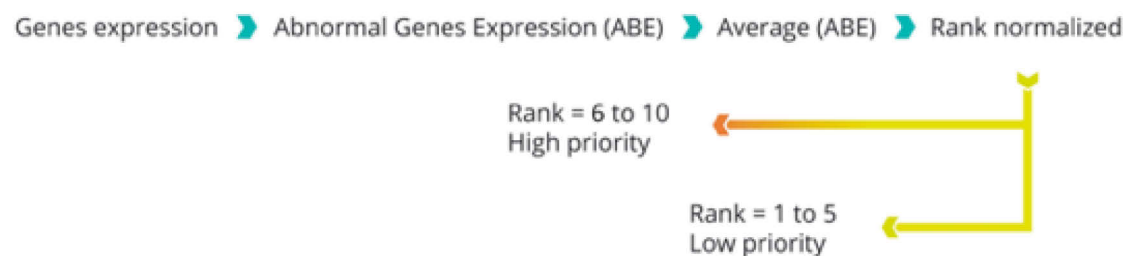 Genes expression Abnormal Genes Expression (ABE) Average (ABE) Rank normalized
Rank = 6 to 10
High priority
Rank = 1 to 5
Low priority